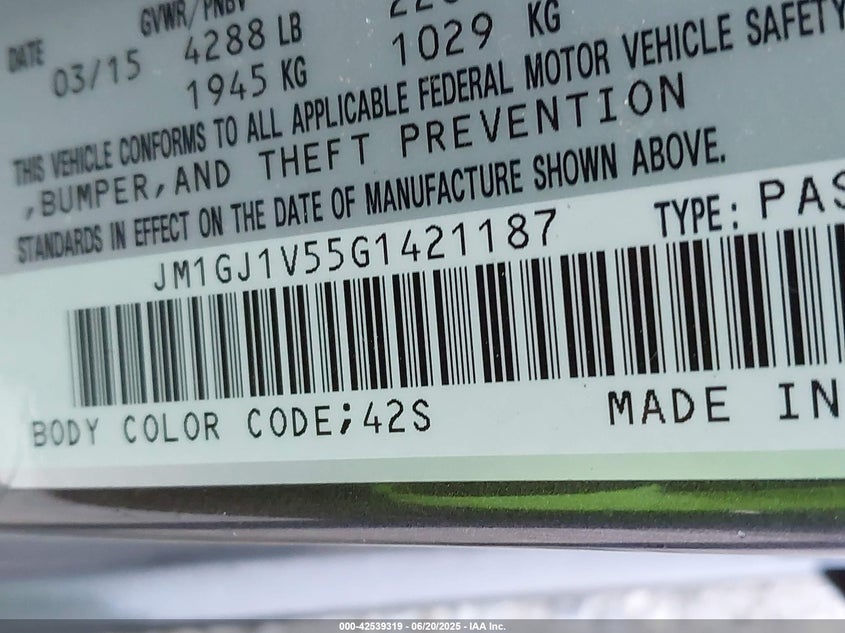 DATE GVWR/PNBV
03/15 4288 LB
1945 KG 1029 KG
THIS VEHICLE CONFORMS TO ALL APPLICABLE FEDERAL MOTOR VEHICLE SAFETY
,BUMPER,AND THEFT PREVENTION
STANDARDS IN EFFECT ON THE DATE OF MANUFACTURE SHOWN ABOVE.
JM1GJ1V55G1421187 TYPE: PAS
BODY COLOR CODE;42S MADE IN
000-42539319 - 06/20/2025 - IAA Inc.